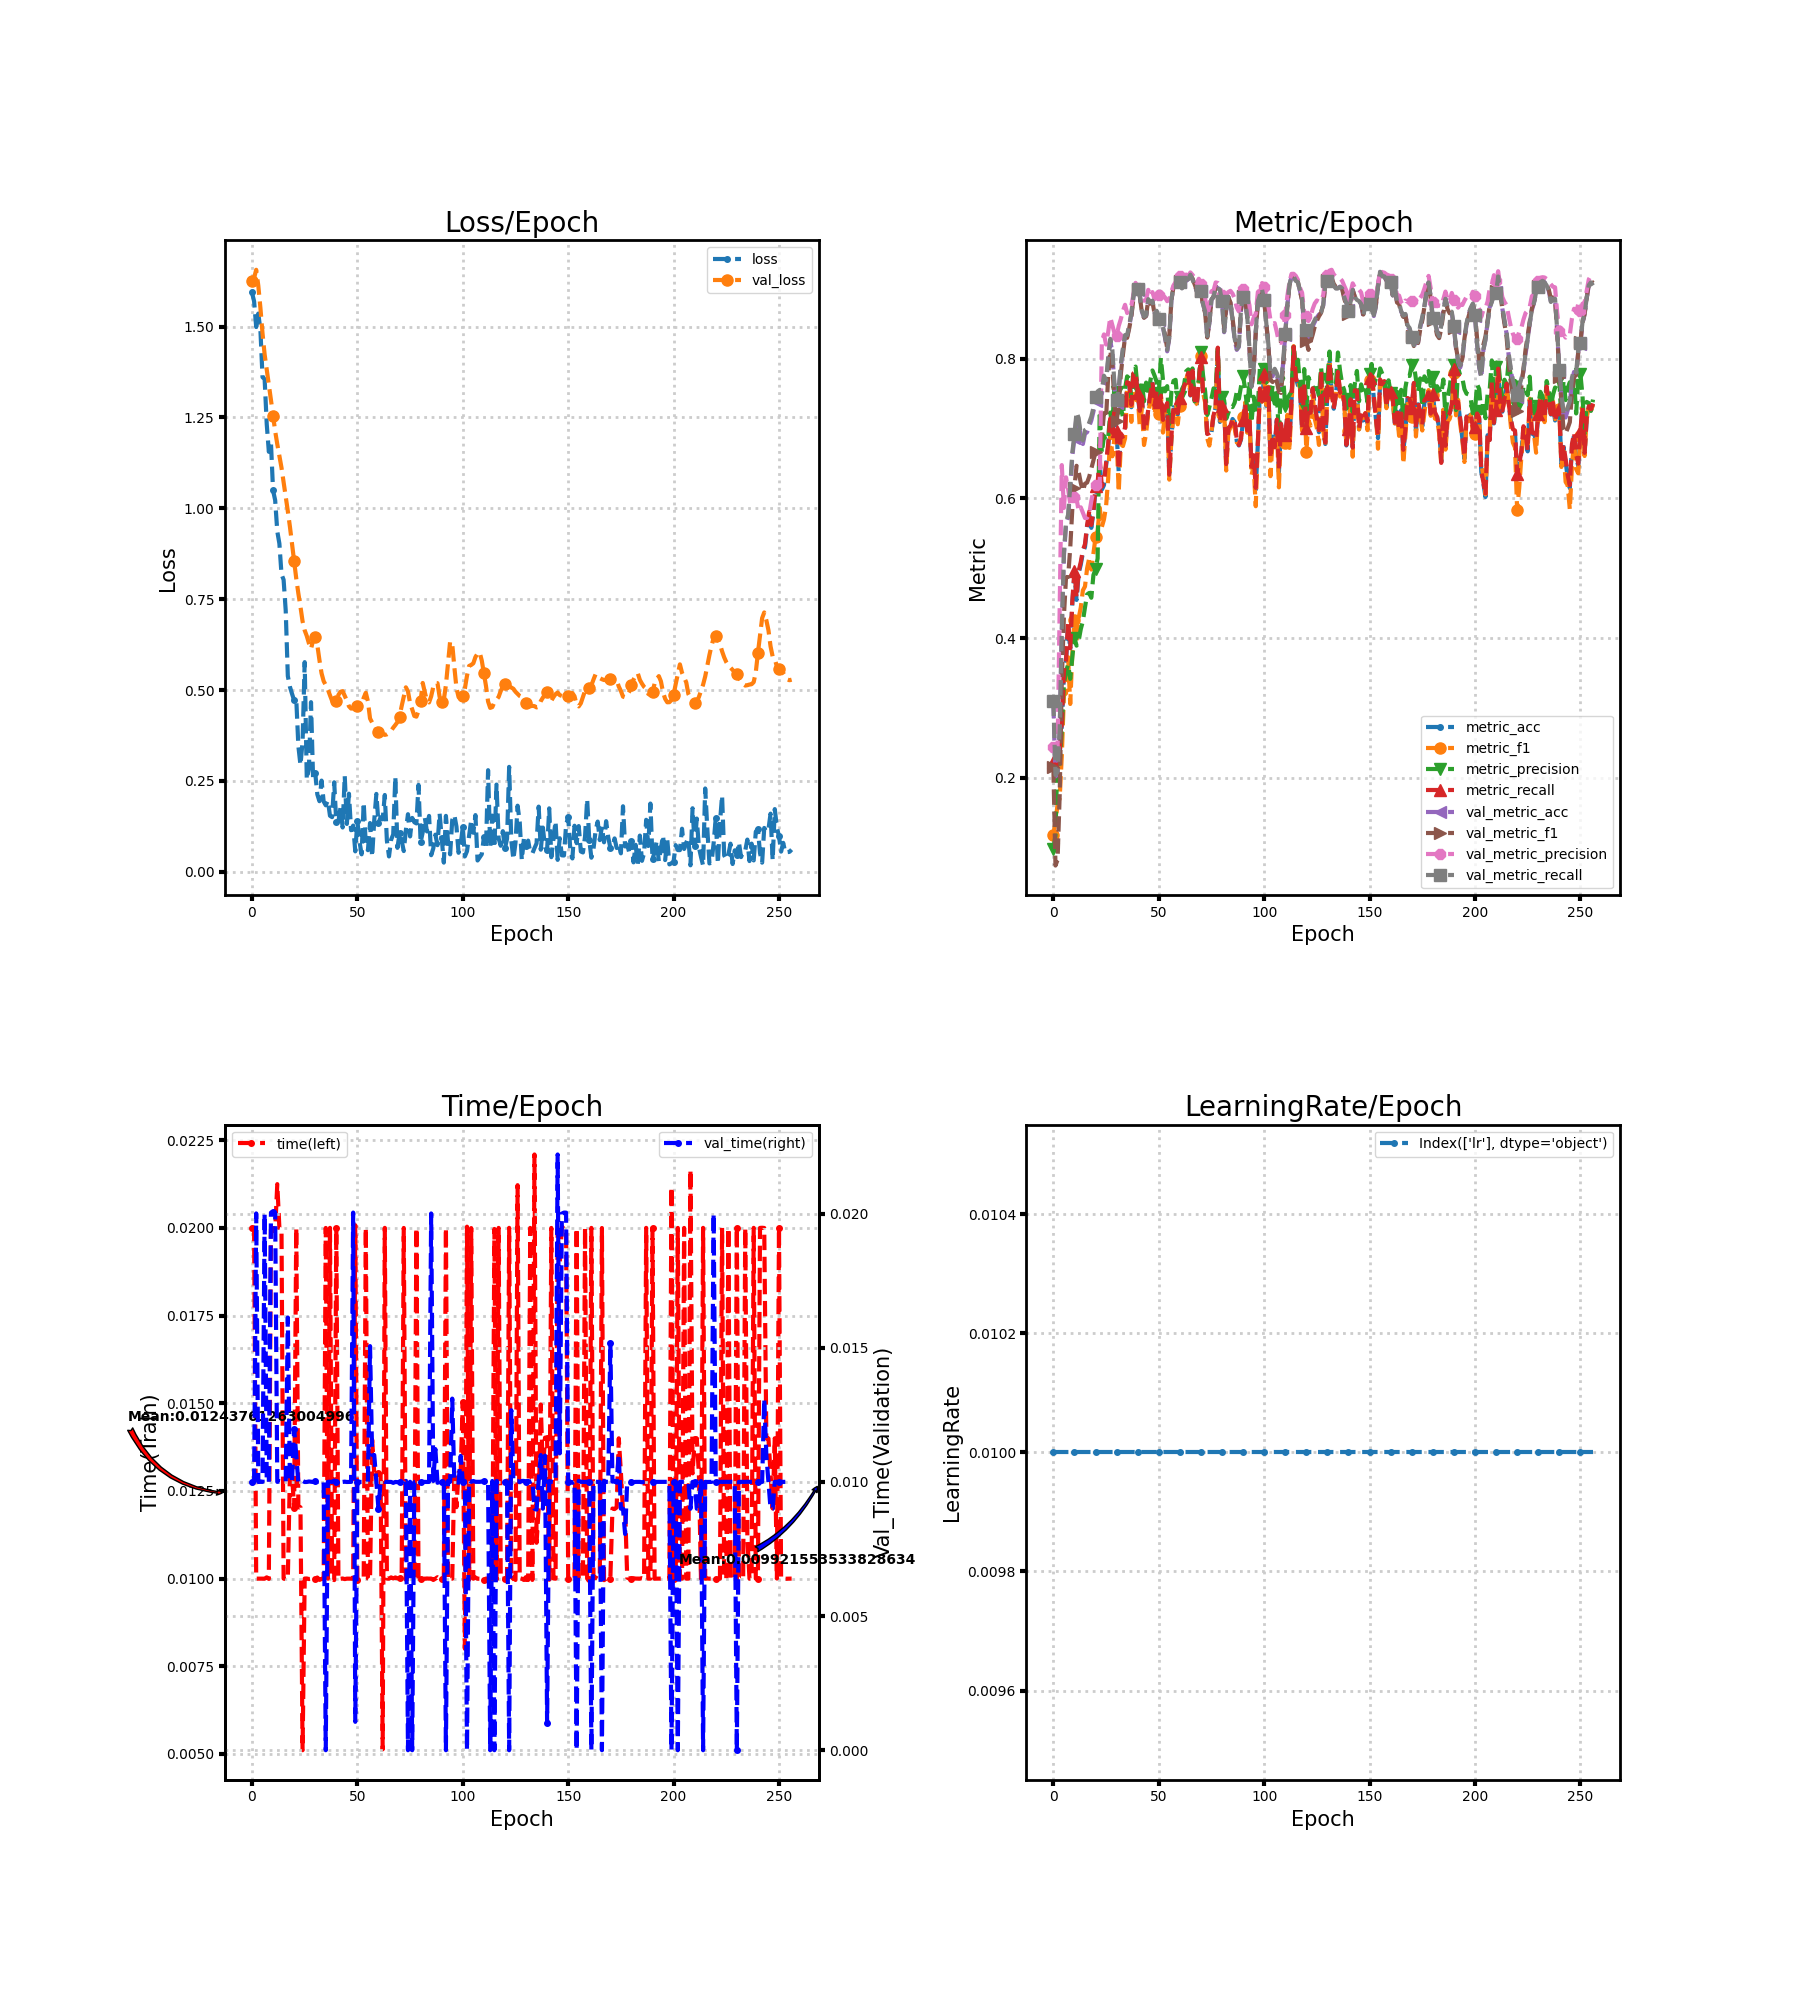 Loss/Epoch
loss
val_loss
1.50
1.25
1.00
0.75
0.50
0.25
0.00
Loss
0
50
100
150
200
250
Epoch
Metric/Epoch
0.8
0.6
0.4
0.2
Metric
metric_acc
metric_f1
metric_precision
metric_recall
val_metric_acc
val_metric_f1
val_metric_precision
val_metric_recall
0
50
100
150
200
250
Epoch
Time/Epoch
time(left)
val_time(right)
0.0225
0.0200
0.0175
0.0150
0.0125
0.0100
0.0075
0.0050
Time(Train)
0.020
0.015
0.010
0.005
0.000
Val_Time(Validation)
Mean:0.009921553533828634
0
50
100
150
200
250
Epoch
LearningRate/Epoch
Index(['lr'], dtype='object')
0.0104
0.0102
0.0100
0.0098
0.0096
LearningRate
0
50
100
150
200
250
Epoch